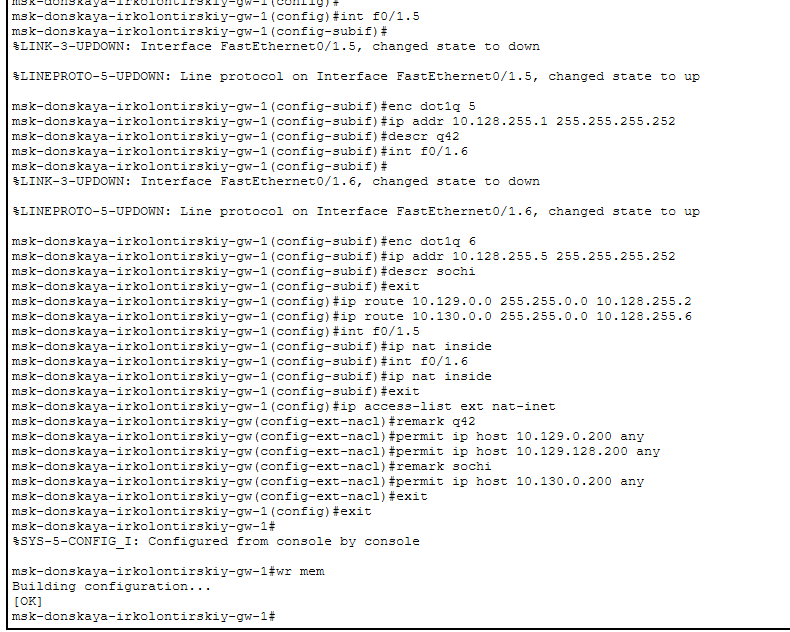 msk-donskaya-irkolontirskiy-gw-1(config)#
msk-donskaya-irkolontirskiy-gw-1(config)#int f0/1.5
msk-donskaya-irkolontirskiy-gw-1(config-subif)#
%LINK-3-UPDOWN: Interface FastEthernet0/1.5, changed state to down
%LINEPROTO-5-UPDOWN: Line protocol on Interface FastEthernet0/1.5, changed state to up
msk-donskaya-irkolontirskiy-gw-1(config-subif)#enc dot1q 5
msk-donskaya-irkolontirskiy-gw-1(config-subif)#ip addr 10.128.255.1 255.255.255.252
msk-donskaya-irkolontirskiy-gw-1(config-subif)#descr q42
msk-donskaya-irkolontirskiy-gw-1(config-subif)#int f0/1.6
msk-donskaya-irkolontirskiy-gw-1(config-subif)#
%LINK-3-UPDOWN: Interface FastEthernet0/1.6, changed state to down
%LINEPROTO-5-UPDOWN: Line protocol on Interface FastEthernet0/1.6, changed state to up
msk-donskaya-irkolontirskiy-gw-1(config-subif)#enc dot1q 6
msk-donskaya-irkolontirskiy-gw-1(config-subif)#ip addr 10.128.255.5 255.255.255.252
msk-donskaya-irkolontirskiy-gw-1(config-subif)#descr sochi
msk-donskaya-irkolontirskiy-gw-1(config-subif)#exit
msk-donskaya-irkolontirskiy-gw-1(config)#ip route 10.129.0.0 255.255.0.0 10.128.255.2
msk-donskaya-irkolontirskiy-gw-1(config)#ip route 10.130.0.0 255.255.0.0 10.128.255.6
msk-donskaya-irkolontirskiy-gw-1(config)#int f0/1.5
msk-donskaya-irkolontirskiy-gw-1(config-subif)#ip nat inside
msk-donskaya-irkolontirskiy-gw-1(config-subif)#int f0/1.6
msk-donskaya-irkolontirskiy-gw-1(config-subif)#ip nat inside
msk-donskaya-irkolontirskiy-gw-1(config-subif)#exit
msk-donskaya-irkolontirskiy-gw-1(config)#ip access-list ext nat-inet
msk-donskaya-irkolontirskiy-gw(config-ext-nacl)#remark q42
msk-donskaya-irkolontirskiy-gw(config-ext-nacl)#permit ip host 10.129.0.200 any
msk-donskaya-irkolontirskiy-gw(config-ext-nacl)#permit ip host 10.129.128.200 any
msk-donskaya-irkolontirskiy-gw(config-ext-nacl)#remark sochi
msk-donskaya-irkolontirskiy-gw(config-ext-nacl)#permit ip host 10.130.0.200 any
msk-donskaya-irkolontirskiy-gw(config-ext-nacl)#exit
msk-donskaya-irkolontirskiy-gw-1(config)#exit
msk-donskaya-irkolontirskiy-gw-1#
%SYS-5-CONFIG_I: Configured from console by console
msk-donskaya-irkolontirskiy-gw-1#wr mem
Building configuration...
[OK]
msk-donskaya-irkolontirskiy-gw-1#